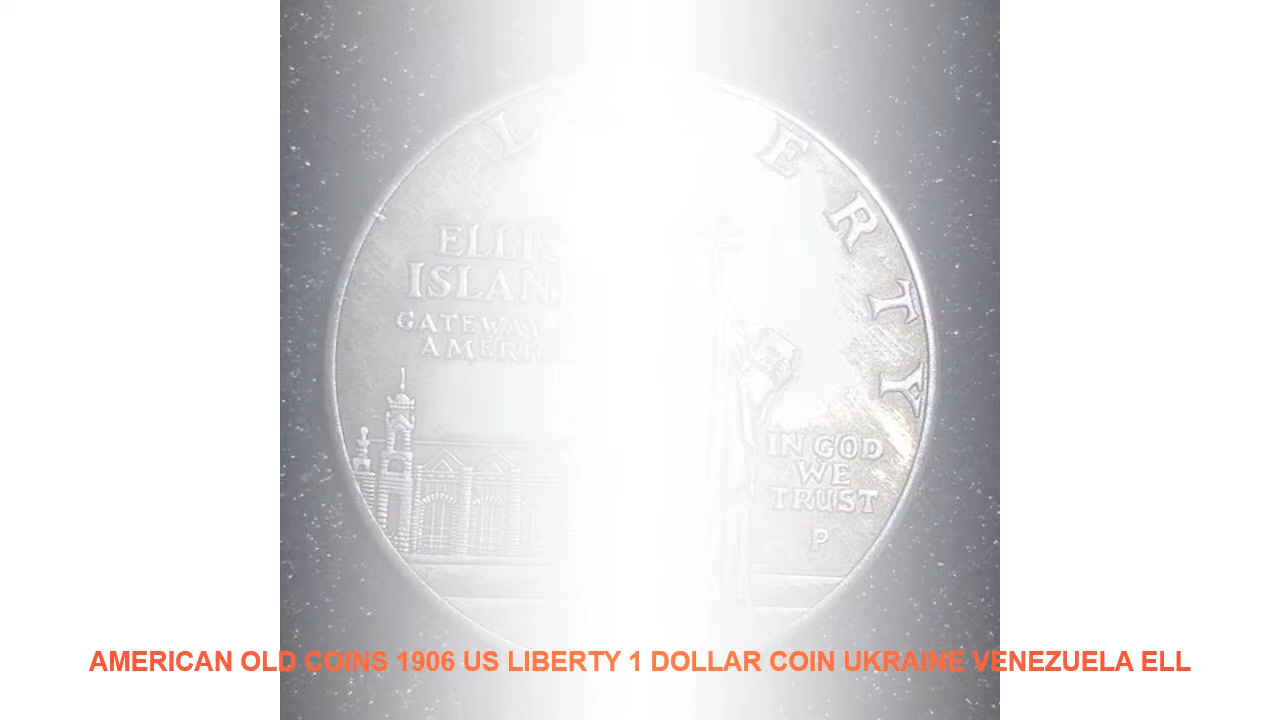 L ERTY
ELLIS
ISLAN
GATEWAY
AMERI
IN GOD
WE
TRUST
P
AMERICAN OLD COINS 1906 US LIBERTY 1 DOLLAR COIN UKRAINE VENEZUELA ELL